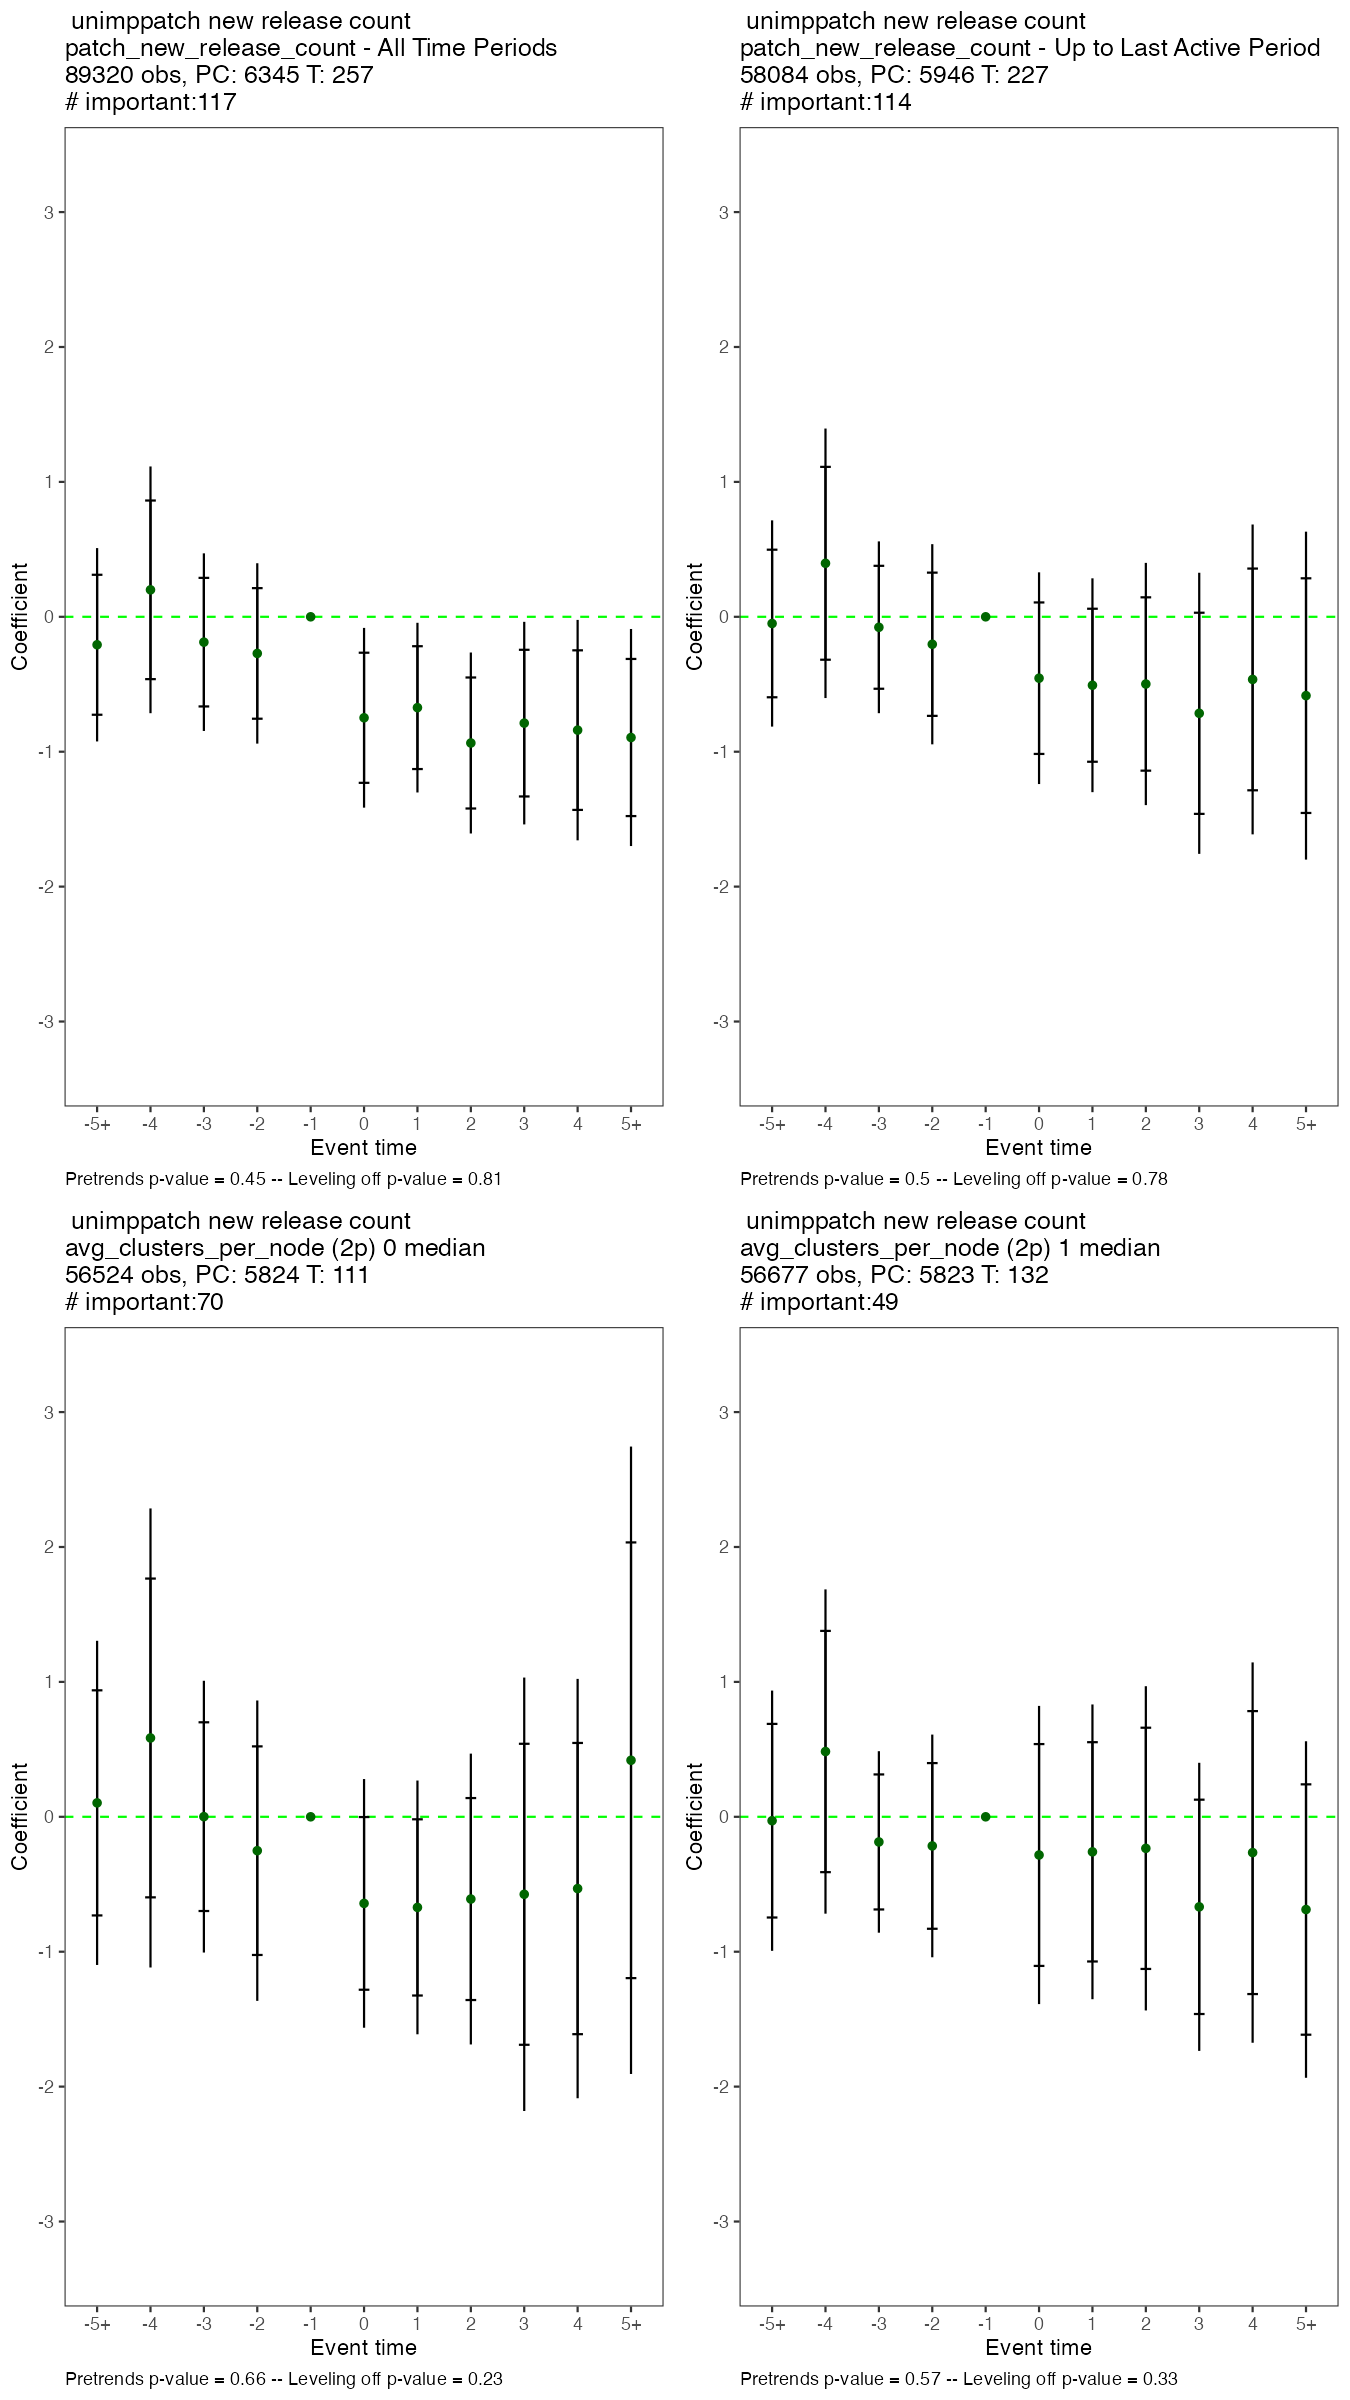 unimppatch new release count
patch_new_release_count - All Time Periods
89320 obs, PC: 6345 T: 257
# important:117
3
2
1
0
-1
-2
-3
Coefficient
-5+ -4 -3 -2 -1 0 1 2 3 4 5+
Event time
Pretrends p-value = 0.45 -- Leveling off p-value = 0.81
unimppatch new release count
patch_new_release_count - Up to Last Active Period
58084 obs, PC: 5946 T: 227
# important:114
3
2
1
0
-1
-2
-3
Coefficient
-5+ -4 -3 -2 -1 0 1 2 3 4 5+
Event time
Pretrends p-value = 0.5 -- Leveling off p-value = 0.78
unimppatch new release count
avg_clusters_per_node (2p) 0 median
56524 obs, PC: 5824 T: 111
# important:70
3
2
1
0
-1
-2
-3
Coefficient
-5+ -4 -3 -2 -1 0 1 2 3 4 5+
Event time
Pretrends p-value = 0.66 -- Leveling off p-value = 0.23
unimppatch new release count
avg_clusters_per_node (2p) 1 median
56677 obs, PC: 5823 T: 132
# important:49
3
2
1
0
-1
-2
-3
Coefficient
-5+ -4 -3 -2 -1 0 1 2 3 4 5+
Event time
Pretrends p-value = 0.57 -- Leveling off p-value = 0.33